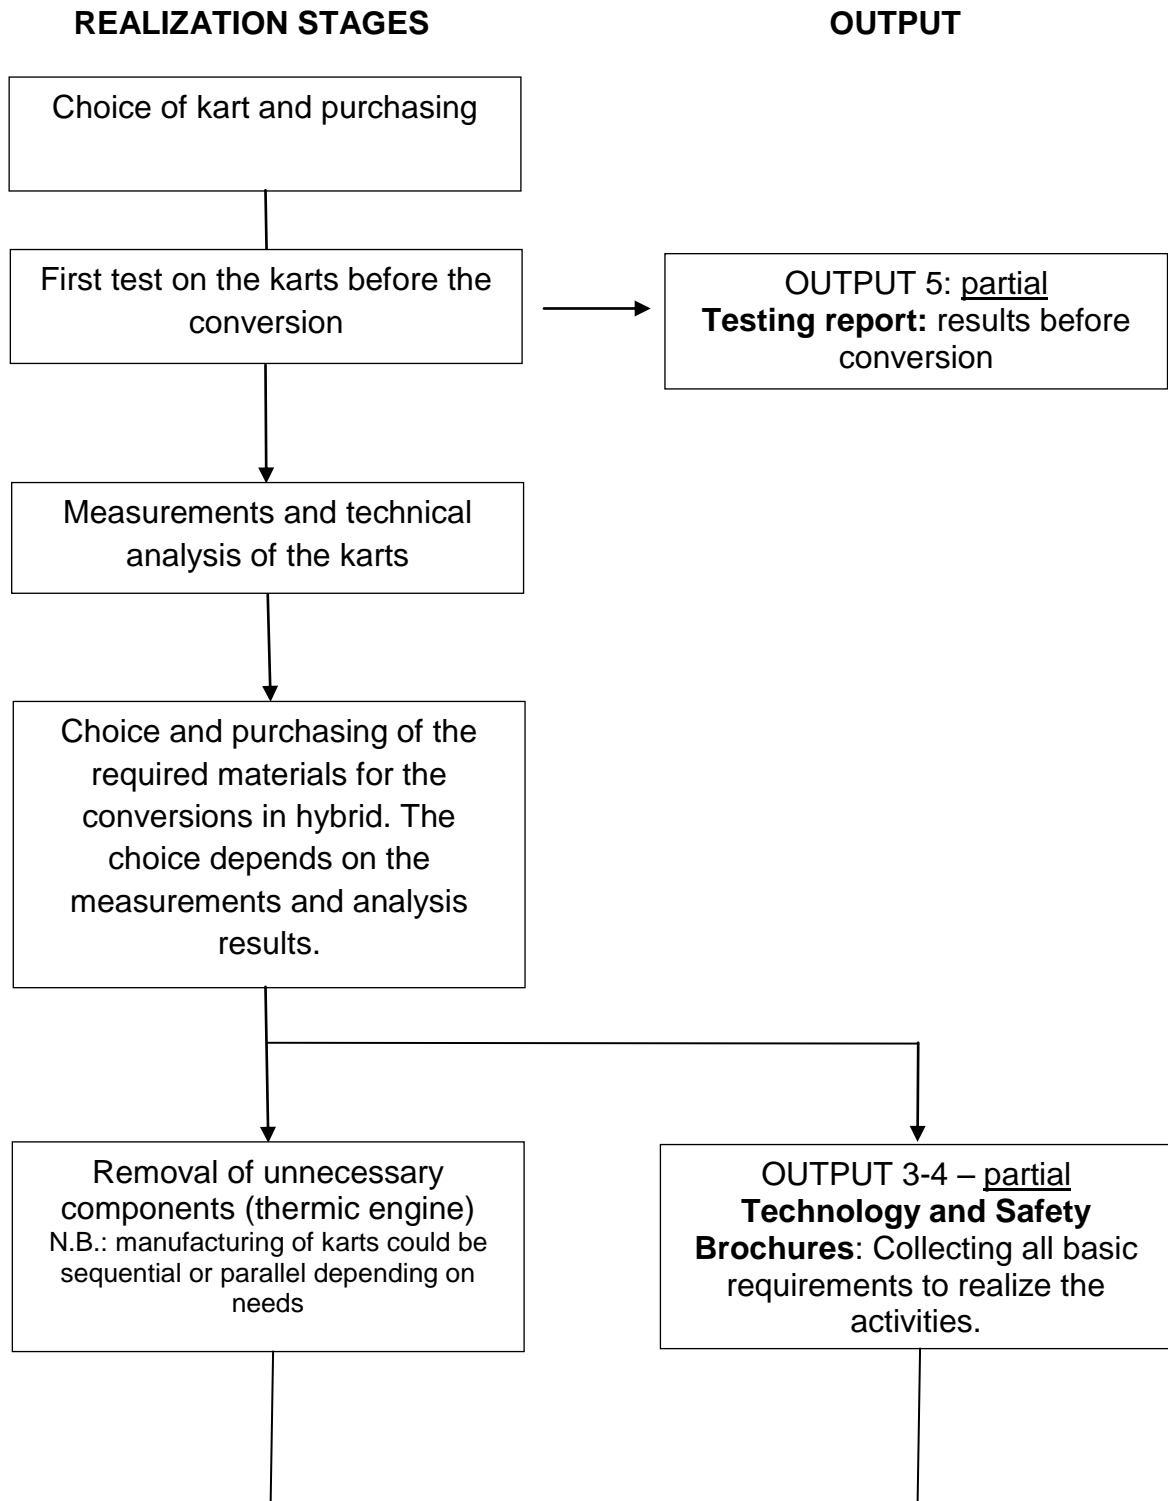 REALIZATION STAGES
OUTPUT
Choice of kart and purchasing
First test on the karts before the
conversion
OUTPUT 5: partial
Testing report: results before
conversion
Measurements and technical
analysis of the karts
Choice and purchasing of the
required materials for the
conversions in hybrid. The
choice depends on the
measurements and analysis
results.
Removal of unnecessary
components (thermic engine)
N.B.: manufacturing of karts could be
sequential or parallel depending on
needs
OUTPUT 3-4 – partial
Technology and Safety
Brochures: Collecting all basic
requirements to realize the
activities.